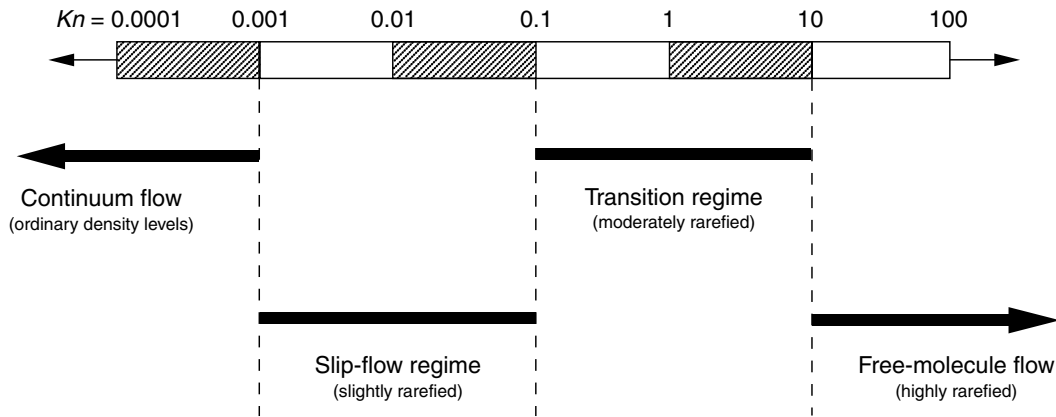 Kn = 0.0001 0.001 0.01 0.1 1 10 100
Continuum flow
(ordinary density levels)
Transition regime
(moderately rarefied)
Slip-flow regime
(slightly rarefied)
Free-molecule flow
(highly rarefied)